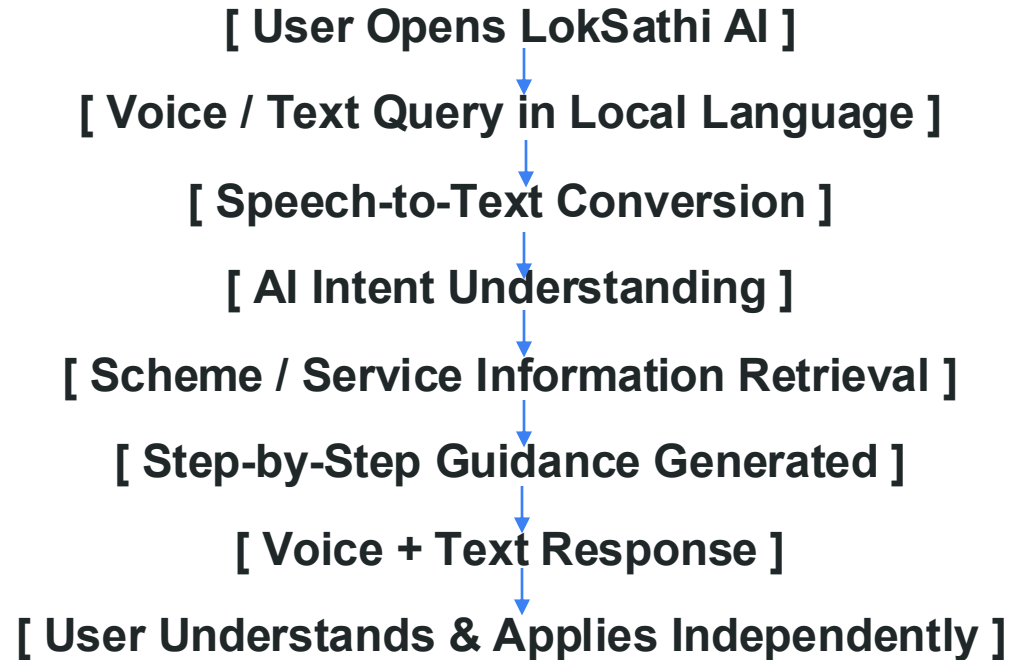 [ User Opens LokSathi AI ]
[ Voice / Text Query in Local Language ]
[ Speech-to-Text Conversion ]
[ AI Intent Understanding ]
[ Scheme / Service Information Retrieval ]
[ Step-by-Step Guidance Generated ]
[ Voice + Text Response ]
[ User Understands & Applies Independently ]